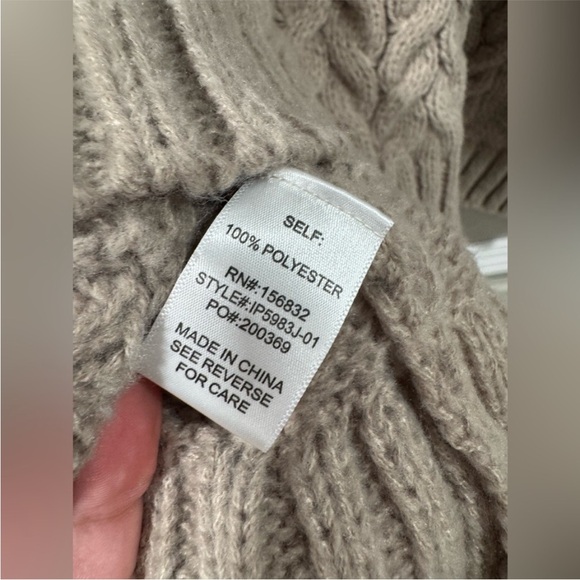 SELF:
100% POLYESTER
RN#:156832
STYLE#:IP5983J-01
PO#:200369
MADE IN CHINA
SEE REVERSE
FOR CARE